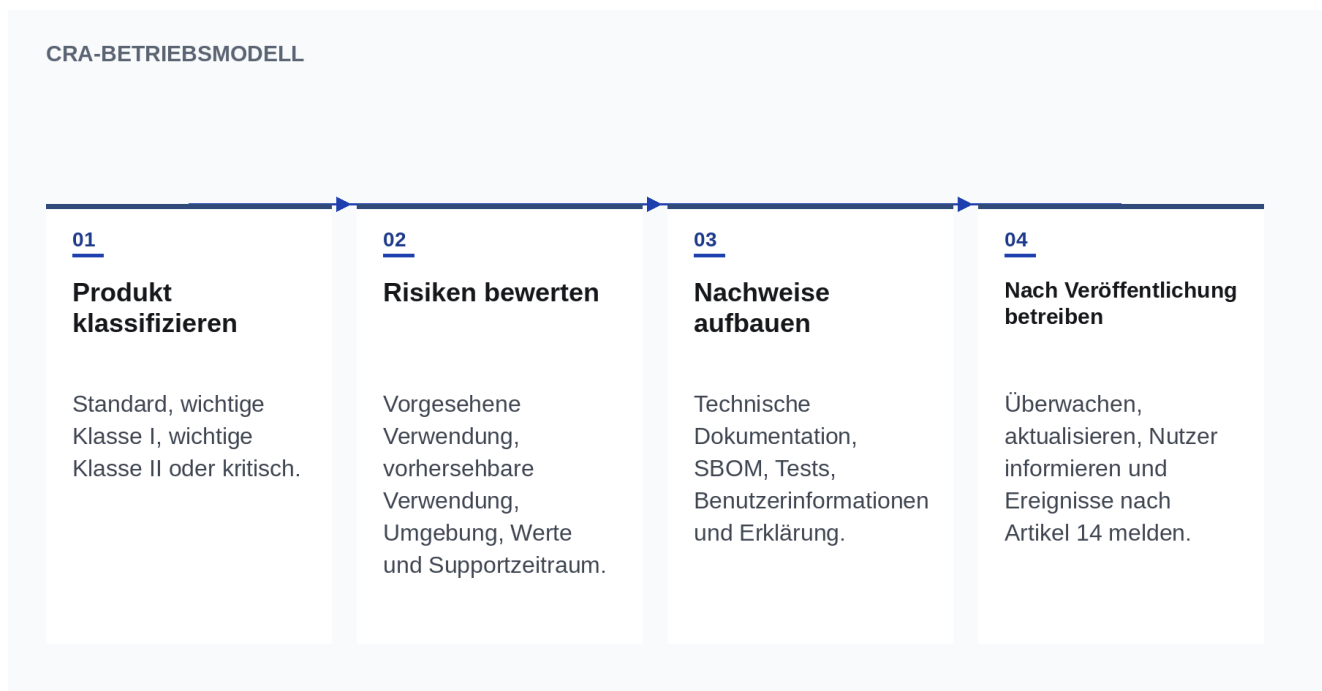 CRA-BETRIEBSMODELL
01
Produkt
klassifizieren
Standard, wichtige
Klasse I, wichtige
Klasse II oder kritisch.
02
Risiken bewerten
Vorgesehene
Verwendung,
vorhersehbare
Verwendung,
Umgebung, Werte
und Supportzeitraum.
03
Nachweise
aufbauen
Technische
Dokumentation,
SBOM, Tests,
Benutzerinformationen
und Erklärung.
04
Nach Veröffentlichung
betreiben
Überwachen,
aktualisieren, Nutzer
informieren und
Ereignisse nach
Artikel 14 melden.